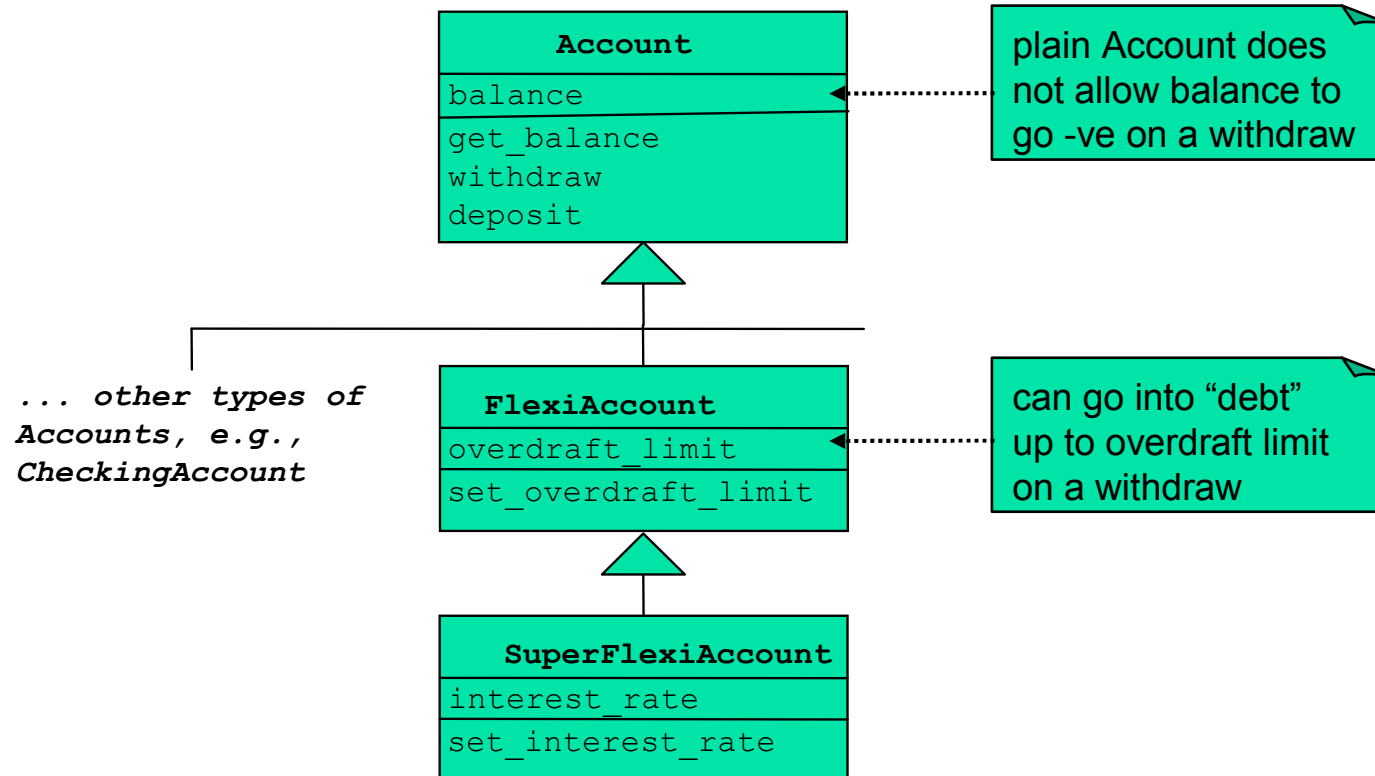 Account
balance
get_balance
withdraw
deposit
plain Account does
not allow balance to
go -ve on a withdraw
... other types of
Accounts, e.g.,
CheckingAccount
FlexiAccount
overdraft_limit
set_overdraft_limit
can go into “debt”
up to overdraft limit
on a withdraw
SuperFlexiAccount
interest_rate
set_interest_rate